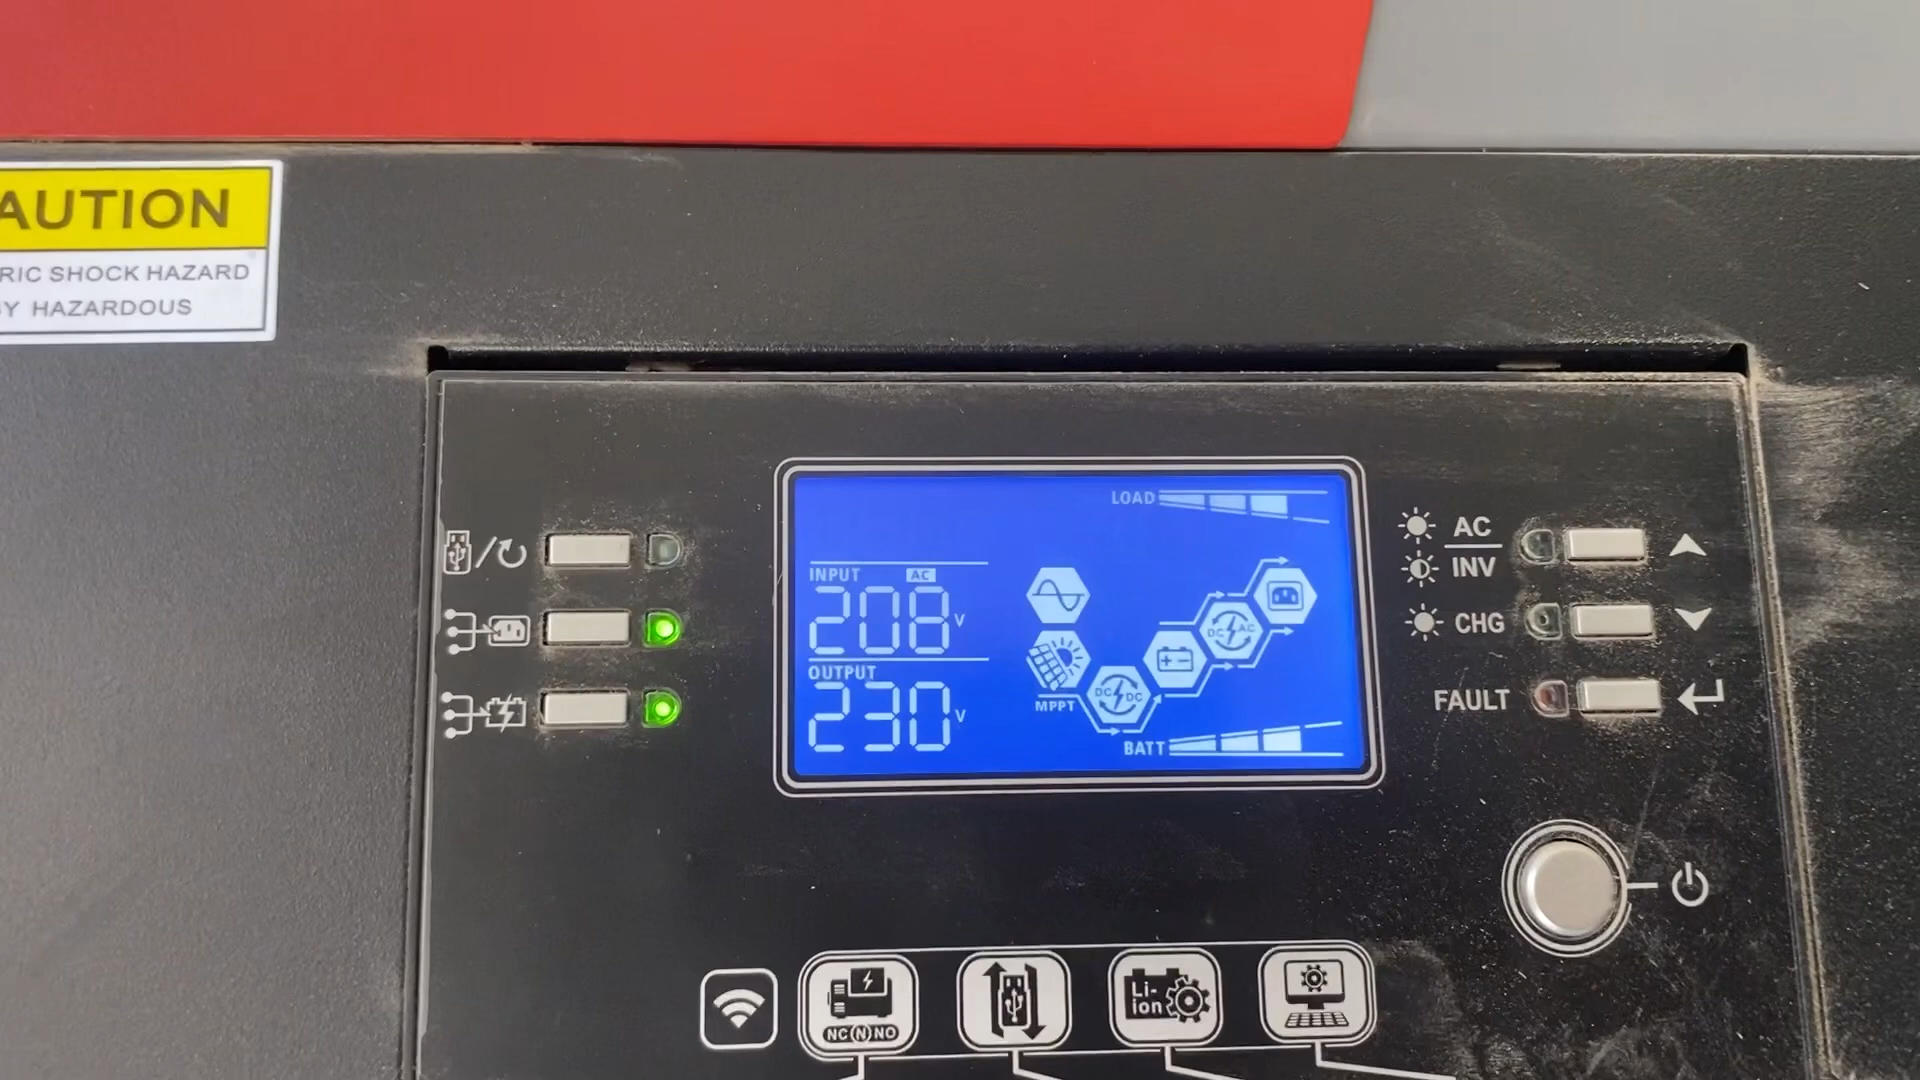 AUTION
RIC SHOCK HAZARD
BY HAZARDOUS
LOAD
INPUT AC
208 V
OUTPUT
230 V
MPPT
DC DC
DC AC
BATT
AC
INV
CHG
FAULT
NC N NO
Li-
ion